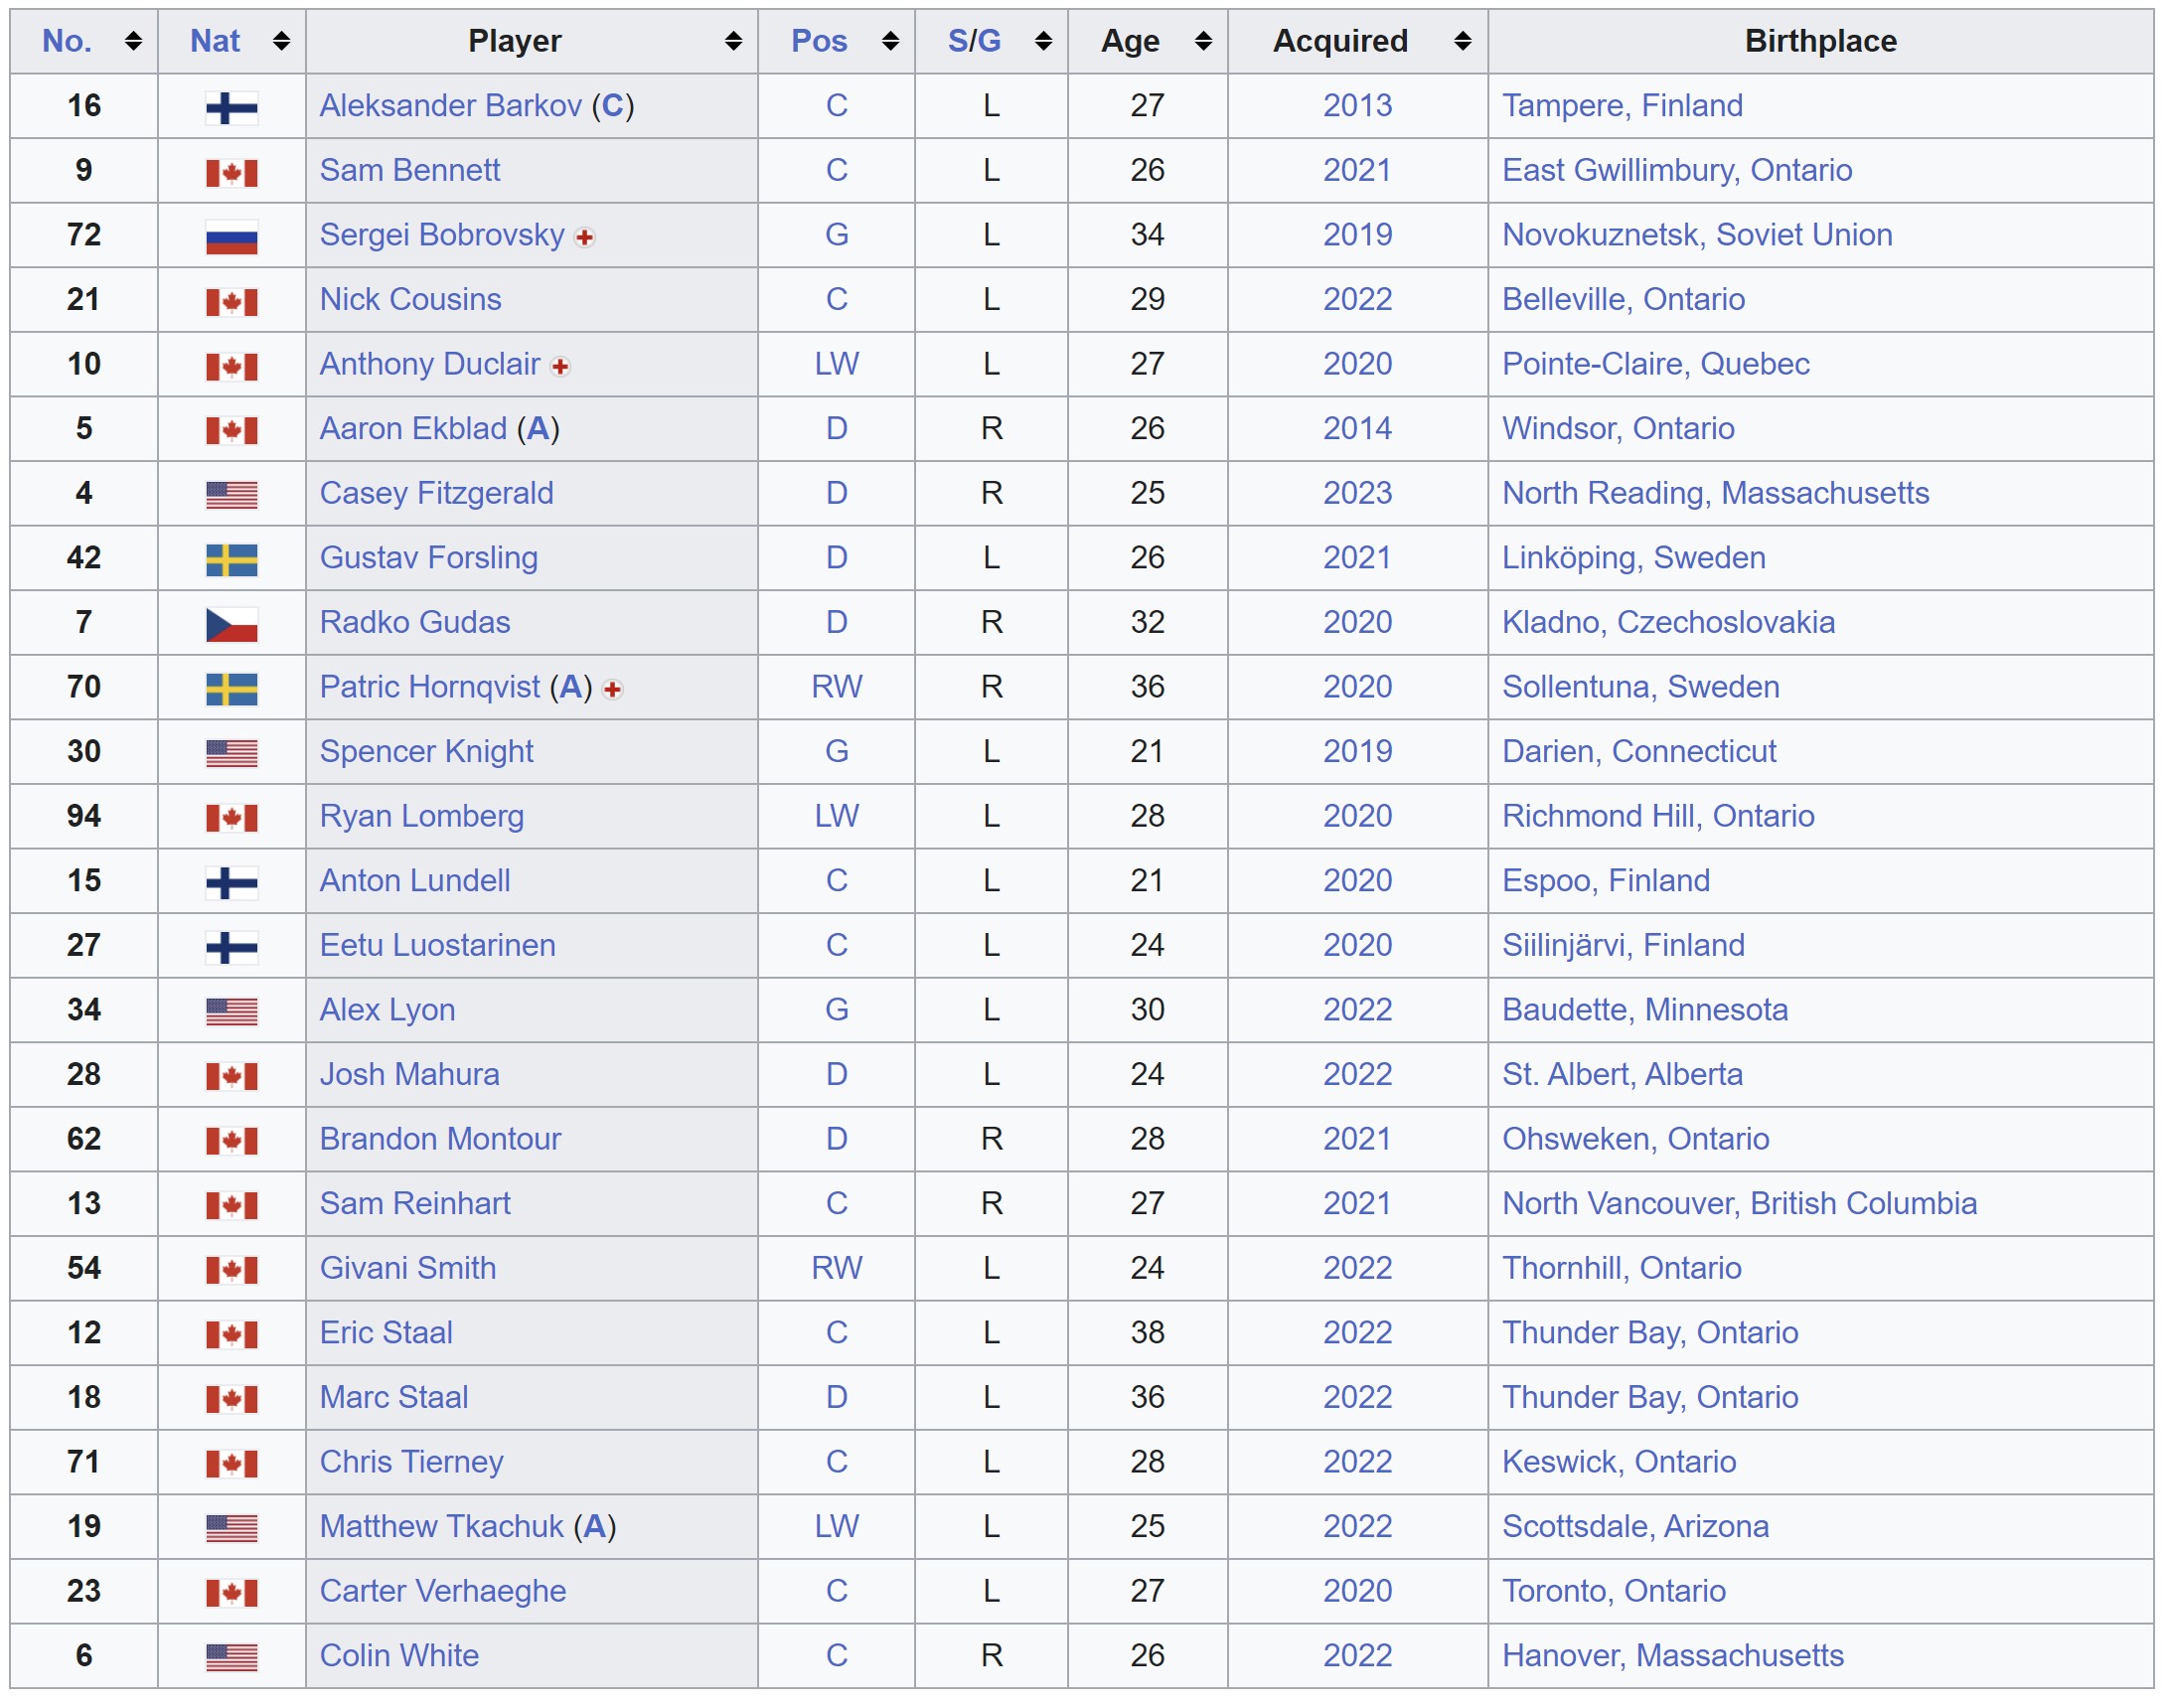 No. Nat Player Pos S/G Age Acquired Birthplace
16 Aleksander Barkov (C) C L 27 2013 Tampere, Finland
9 Sam Bennett C L 26 2021 East Gwillimbury, Ontario
72 Sergei Bobrovsky G L 34 2019 Novokuznetsk, Soviet Union
21 Nick Cousins C L 29 2022 Belleville, Ontario
10 Anthony Duclair LW L 27 2020 Pointe-Claire, Quebec
5 Aaron Ekblad (A) D R 26 2014 Windsor, Ontario
4 Casey Fitzgerald D R 25 2023 North Reading, Massachusetts
42 Gustav Forsling D L 26 2021 Linköping, Sweden
7 Radko Gudas D R 32 2020 Kladno, Czechoslovakia
70 Patric Hornqvist (A) RW R 36 2020 Sollentuna, Sweden
30 Spencer Knight G L 21 2019 Darien, Connecticut
94 Ryan Lomberg LW L 28 2020 Richmond Hill, Ontario
15 Anton Lundell C L 21 2020 Espoo, Finland
27 Eetu Luostarinen C L 24 2020 Siilinjärvi, Finland
34 Alex Lyon G L 30 2022 Baudette, Minnesota
28 Josh Mahura D L 24 2022 St. Albert, Alberta
62 Brandon Montour D R 28 2021 Ohsweken, Ontario
13 Sam Reinhart C R 27 2021 North Vancouver, British Columbia
54 Givani Smith RW L 24 2022 Thornhill, Ontario
12 Eric Staal C L 38 2022 Thunder Bay, Ontario
18 Marc Staal D L 36 2022 Thunder Bay, Ontario
71 Chris Tierney C L 28 2022 Keswick, Ontario
19 Matthew Tkachuk (A) LW L 25 2022 Scottsdale, Arizona
23 Carter Verhaeghe C L 27 2020 Toronto, Ontario
6 Colin White C R 26 2022 Hanover, Massachusetts